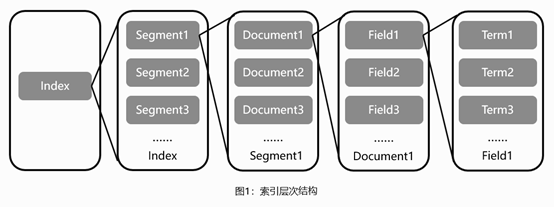 Index
Segment1
Segment2
Segment3
......
Index
Document1
Document2
Document3
......
Segment1
Field1
Field2
Field3
......
Document1
Term1
Term2
Term3
......
Field1
图1：索引层次结构